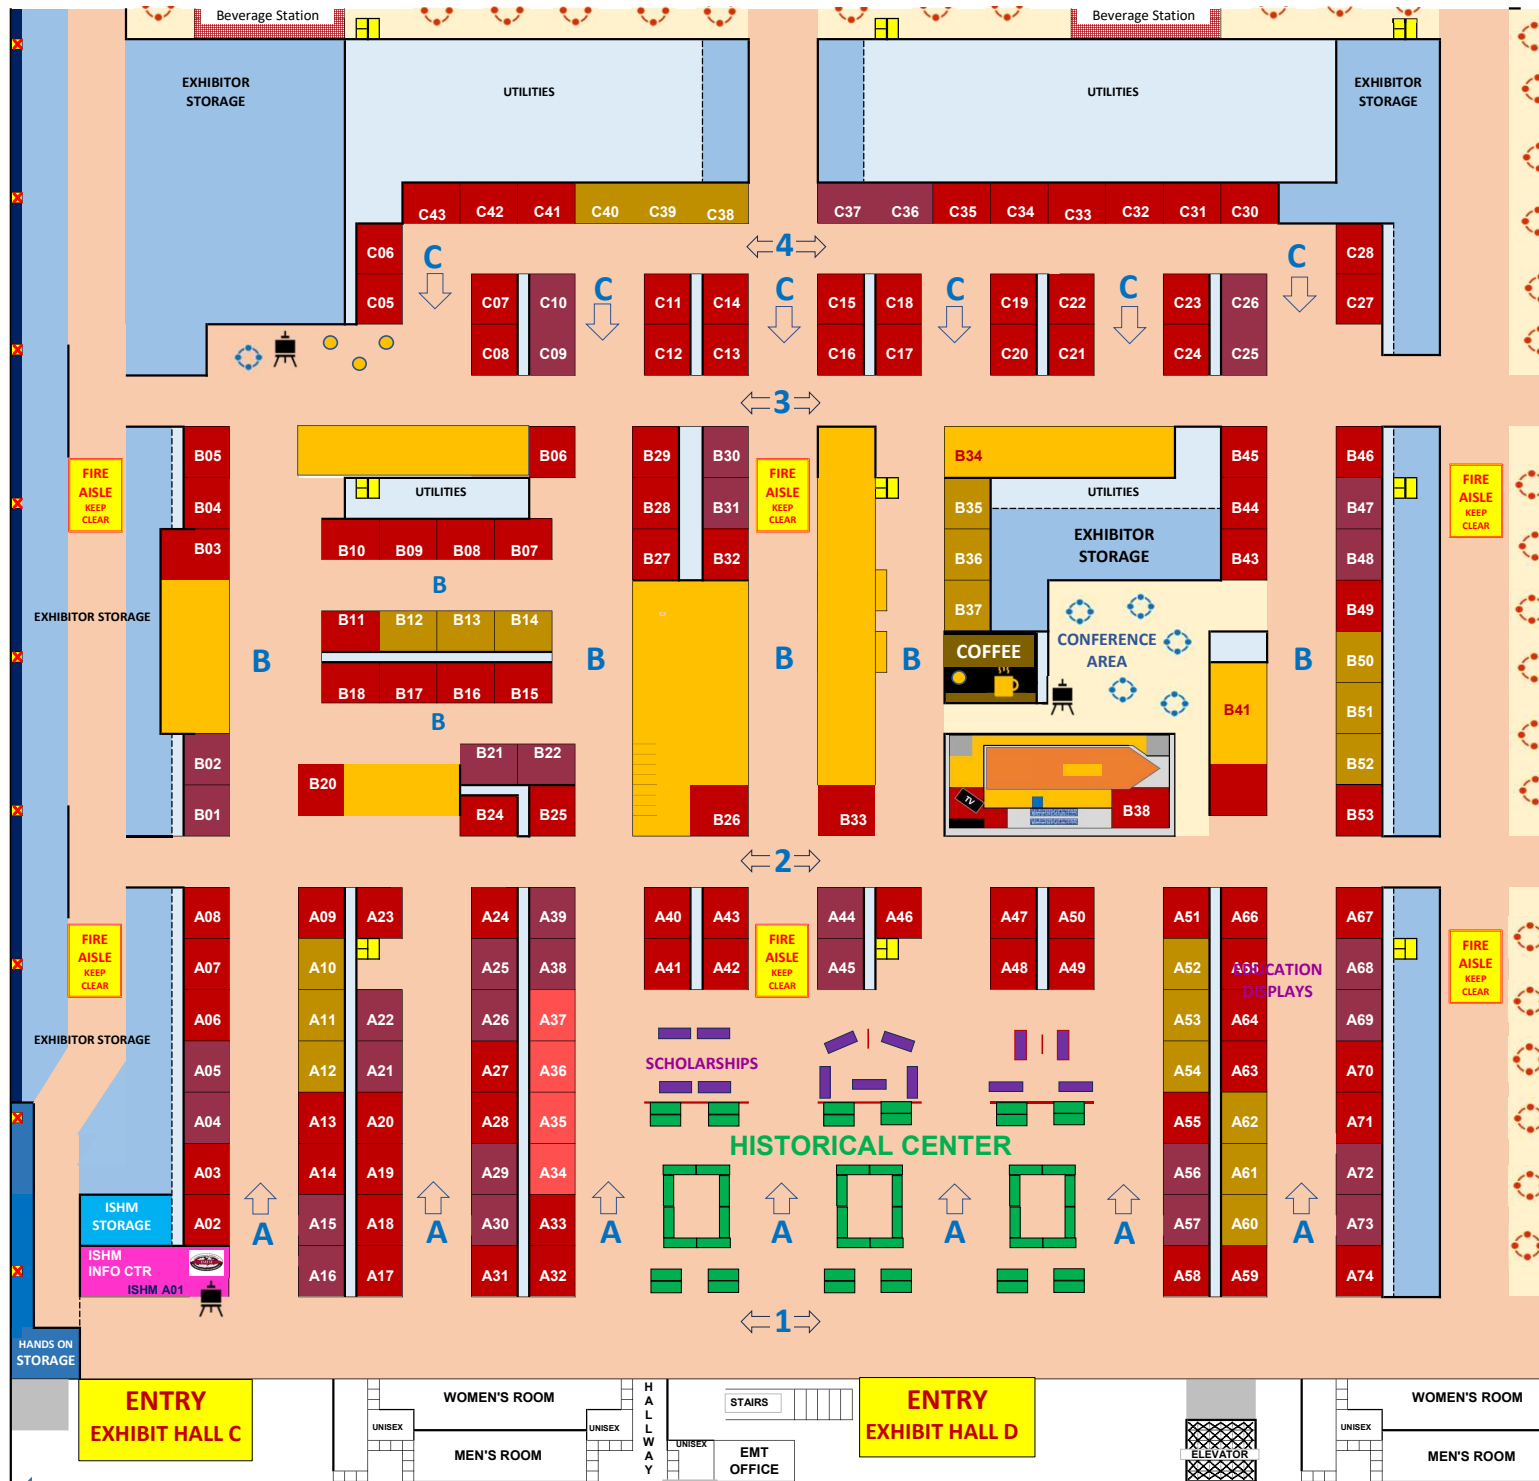 Beverage Station
Beverage Station
EXHIBITOR
STORAGE
UTILITIES
UTILITIES
EXHIBITOR
STORAGE
C43 C42 C41 C40 C39 C38
C37 C36 C35 C34 C33 C32 C31 C30
4
C06
C
C
C28
C05
C07 C10
C
C11 C14
C
C15 C18
C
C19 C22
C
C23 C26
C27
C08 C09 C12 C13 C16 C17 C20 C21 C24 C25
3
B05
B06
B29 B30
B34
B45
B46
FIRE
AISLE
KEEP
CLEAR
FIRE
AISLE
KEEP
CLEAR
FIRE
AISLE
KEEP
CLEAR
UTILITIES
UTILITIES
B04
B28 B31
B35
B44
B47
B03
B10 B09 B08 B07
B27 B32
B36
EXHIBITOR
STORAGE
B43
B48
B
EXHIBITOR STORAGE
B11 B12 B13 B14
B37
B49
CONFERENCE
AREA
COFFEE
B
B
B
B
B
B50
B18 B17 B16 B15
B
B41
B51
B02
B21 B22
B52
B20
TV
B01
B24 B25
B26
B33
B38
B53
2
A08
A09 A23
A24 A39
A40 A43
A44 A46
A47 A50
A51 A66
A67
FIRE
AISLE
KEEP
CLEAR
FIRE
AISLE
KEEP
CLEAR
FIRE
AISLE
KEEP
CLEAR
A07
A10
A25 A38
A41 A42
A45
A48 A49
A52 A65
A68
EDUCATION
DISPLAYS
A06
A11 A22
A26 A37
A53 A64
A69
EXHIBITOR STORAGE
A05
A12 A21
A27 A36
SCHOLARSHIPS
A54 A63
A70
A04
A13 A20
A28 A35
A55 A62
A71
HISTORICAL CENTER
A03
A14 A19
A29 A34
A56 A61
A72
ISHM
STORAGE
A02
A
A15 A18
A
A30 A33
A
A
A
A
A57 A60
A
A73
ISHM
INFO CTR
ISHM A01
A16 A17
A31 A32
A58 A59
A74
1
HANDS ON
STORAGE
ENTRY
EXHIBIT HALL C
WOMEN'S ROOM
UNISEX
UNISEX
MEN'S ROOM
HALLWAY
STAIRS
UNISEX
EMT
OFFICE
ENTRY
EXHIBIT HALL D
ELEVATOR
WOMEN'S ROOM
UNISEX
MEN'S ROOM